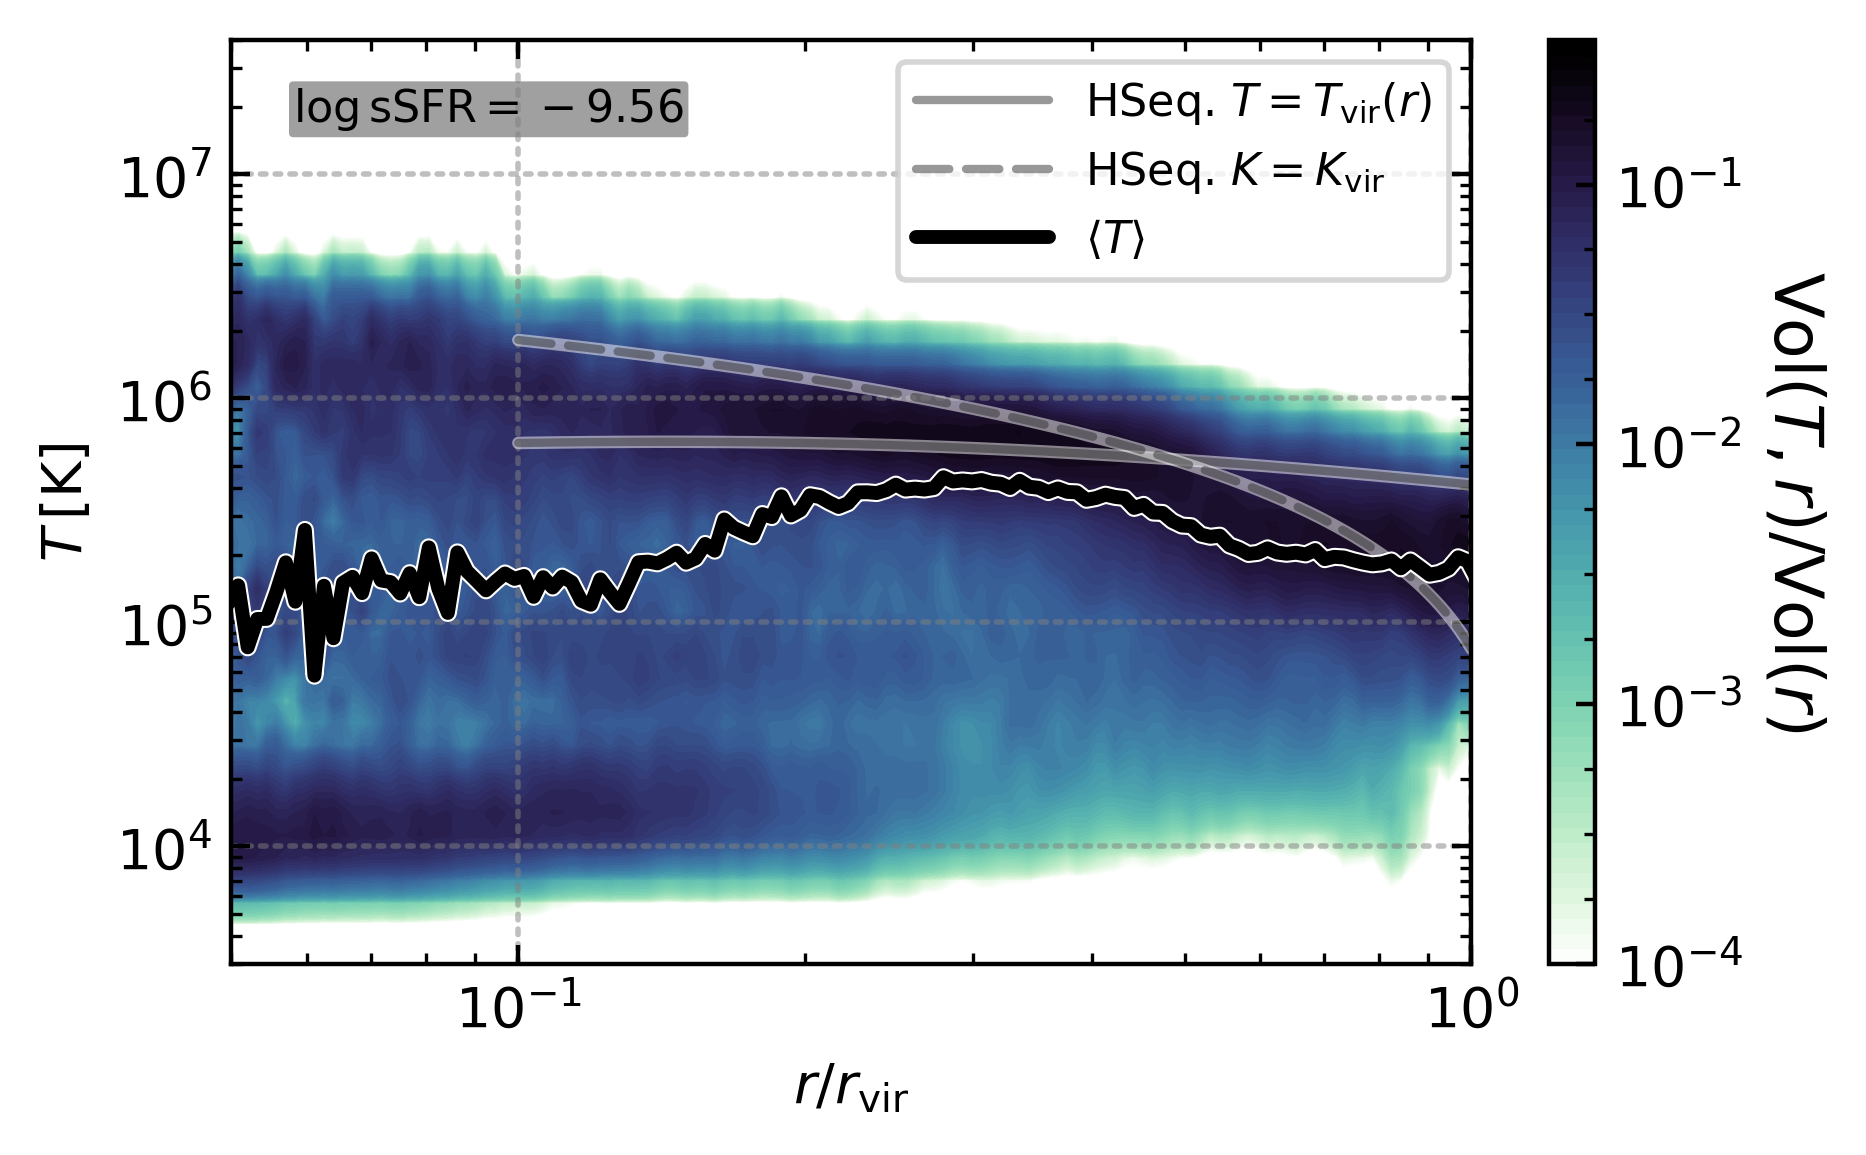 log sSFR = −9.56
HSeq. T = T_vir(r)
HSeq. K = K_vir
⟨T⟩
10^7
10^6
10^5
10^4
T [K]
10^−1
10^0
r/r_vir
10^−1
10^−2
10^−3
10^−4
Vol(T, r)/Vol(r)